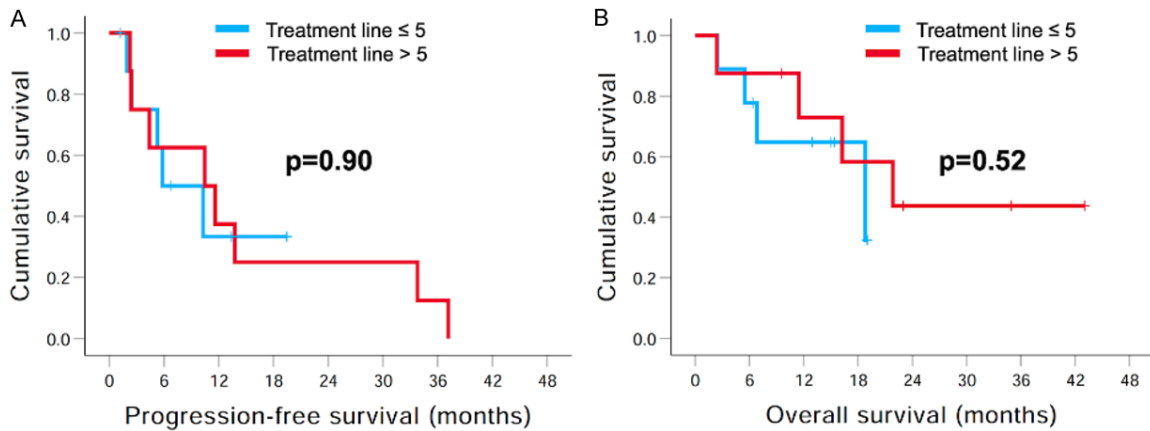 A
Treatment line ≤ 5
Treatment line > 5
p=0.90
Cumulative survival
1.0
0.8
0.6
0.4
0.2
0.0
0 6 12 18 24 30 36 42 48
Progression-free survival (months)
B
Treatment line ≤ 5
Treatment line > 5
p=0.52
Cumulative survival
1.0
0.8
0.6
0.4
0.2
0.0
0 6 12 18 24 30 36 42 48
Overall survival (months)